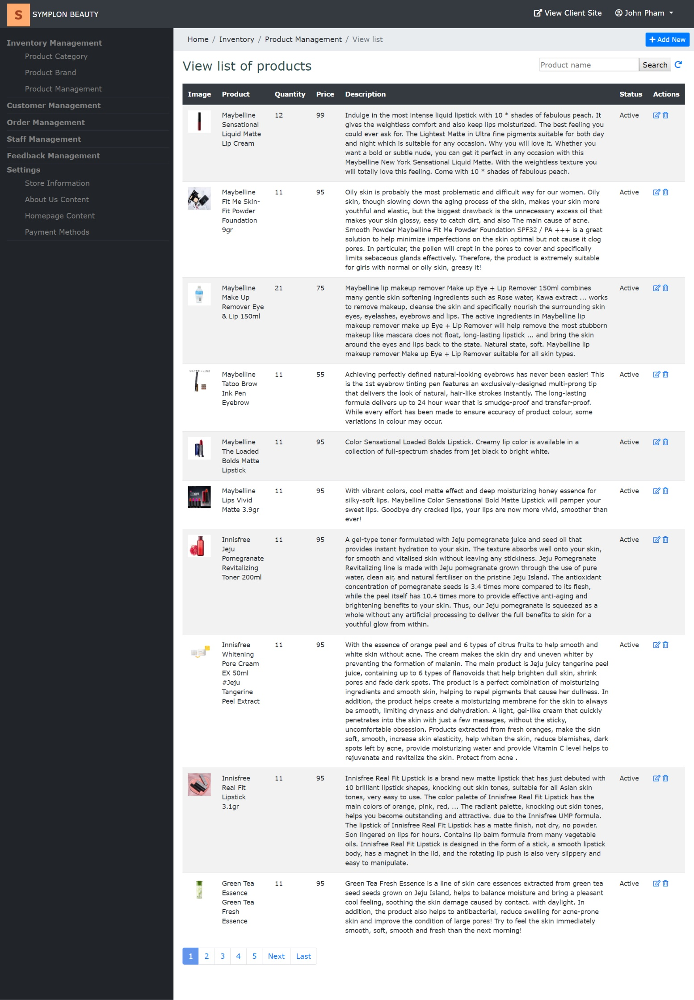 S SYMPLON BEAUTY
View Client Site John Pham
Inventory Management
Product Category
Product Brand
Product Management
Customer Management
Order Management
Staff Management
Feedback Management
Settings
Store Information
About Us Content
Homepage Content
Payment Methods
Home / Inventory / Product Management / View list
Add New
View list of products
Product name Search
Image Product Quantity Price Description Status Actions
Maybelline
Sensational
Liquid Matte
Lip Cream
12
99
Indulge in the most intense liquid lipstick with 10 * shades of fabulous peach. It
gives the weightless comfort and also keep lips moisturized. The best feeling you
could ever ask for. The Lightest Matte in Ultra fine pigments suitable for both day
and night which is suitable for any occasion. Why you will love it. Whether you
want a bold or subtle nude, you can get it perfect in any occasion with this
Maybelline New York Sensational Liquid Matte. With the weightless texture you
will totally love this feeling. Come with 10 * shades of fabulous peach.
Active
Maybelline
Fit Me Skin-
Fit Powder
Foundation
9gr
11
95
Oily skin is probably the most problematic and difficult way for our women. Oily
skin, though slowing down the aging process of the skin, makes your skin more
youthful and elastic, but the biggest drawback is the unnecessary excess oil that
makes your skin glossy, easy to catch dirt, and also The main cause of acne.
Smooth Powder Maybelline Fit Me Powder Foundation SPF32 / PA +++ is a great
solution to help minimize imperfections on the skin optimal but not cause it clog
pores. In particular, the pollen will crept in the pores to cover and specifically
limits sebaceous glands effectively. Therefore, the product is extremely suitable
for girls with normal or oily skin, greasy it!
Active
Maybelline
Make Up
Remover Eye
& Lip 150ml
21
75
Maybelline lip makeup remover Make up Eye + Lip Remover 150ml combines
many gentle skin softening ingredients such as Rose water, Kawa extract ... works
to remove makeup, cleanse the skin and specifically nourish the surrounding skin
eyes, eyelashes, eyebrows and lips. The active ingredients in Maybelline lip
makeup remover make up Eye + Lip Remover will help remove the most stubborn
makeup like mascara does not float, long-lasting lipstick ... and bring the skin
around the eyes and lips back to the state. Natural state, soft. Maybelline lip
makeup remover Make up Eye + Lip Remover suitable for all skin types.
Active
MAYBELLINE
Maybelline
Tatoo Brow
Ink Pen
Eyebrow
11
55
Achieving perfectly defined natural-looking eyebrows has never been easier! This
is the 1st eyebrow tinting pen features an exclusively-designed multi-prong tip
that delivers the look of natural, hair-like strokes instantly. The long-lasting
formula delivers up to 24 hour wear that is smudge-proof and transfer-proof.
While every effort has been made to ensure accuracy of product colour, some
variations in colour may occur.
Active
Maybelline
The Loaded
Bolds Matte
Lipstick
11
95
Color Sensational Loaded Bolds Lipstick. Creamy lip color is available in a
collection of full-spectrum shades from jet black to bright white.
Active
Maybelline
Lips Vivid
Matte 3.9gr
11
95
With vibrant colors, cool matte effect and deep moisturizing honey essence for
silky-soft lips. Maybelline Color Sensational Bold Matte Lipstick will pamper your
sweet lips. Goodbye dry cracked lips, your lips are now more vivid, smoother than
ever!
Active
Innisfree
Jeju
Pomegranate
Revitalizing
Toner 200ml
11
95
A gel-type toner formulated with Jeju pomegranate juice and seed oil that
provides instant hydration to your skin. The texture absorbs well onto your skin,
for smooth and vitalised skin without leaving any stickiness. Jeju Pomegranate
Revitalizing line is made with Jeju pomegranate grown through the use of pure
water, clean air, and natural fertiliser on the pristine Jeju Island. The antioxidant
concentration of pomegranate seeds is 3.4 times more compared to its flesh,
while the peel itself has 10.4 times more to provide effective anti-aging and
brightening benefits to your skin. Thus, our Jeju pomegranate is squeezed as a
whole without any artificial processing to deliver the full benefits to skin for a
youthful glow from within.
Active
Innisfree
Whitening
Pore Cream
EX 50ml
#Jeju
Tangerine
Peel Extract
11
95
With the essence of orange peel and 6 types of citrus fruits to help smooth and
white skin without acne. The cream makes the skin dry and uneven whiter by
preventing the formation of melanin. The main product is Jeju juicy tangerine peel
juice, containing up to 6 types of flanovoids that help brighten dull skin, shrink
pores and fade dark spots. The product is a perfect combination of moisturizing
ingredients and smooth skin, helping to repel pigments that cause her dullness. In
addition, the product helps create a moisturizing membrane for the skin to always
be smooth, limiting dryness and dehydration. A light, gel-like cream that quickly
penetrates into the skin with just a few massages, without the sticky,
uncomfortable obsession. Products extracted from fresh oranges, make the skin
soft, smooth, increase skin elasticity, help whiten the skin, reduce blemishes, dark
spots left by acne, provide moisturizing water and provide Vitamin C level helps to
rejuvenate and revitalize the skin. Protect from acne .
Active
Innisfree
Real Fit
Lipstick
3.1gr
11
95
Innisfree Real Fit Lipstick is a brand new matte lipstick that has just debuted with
10 brilliant lipstick shapes, knocking out skin tones, suitable for all Asian skin
tones, very easy to use. The color palette of Innisfree Real Fit Lipstick has the
main colors of orange, pink, red, ... The radiant palette, knocking out skin tones,
helps you become outstanding and attractive. due to the Innisfree UMP formula.
The lipstick of Innisfree Real Fit Lipstick has a matte finish, not dry, no powder.
Son lingered on lips for hours. Contains lip balm formula from many vegetable
oils. Innisfree Real Fit Lipstick is designed in the form of a stick, a smooth lipstick
body, has a magnet in the lid, and the rotating lip push is also very slippery and
easy to manipulate.
Active
Green Tea
Essence
Green Tea
Fresh
Essence
11
95
Green Tea Fresh Essence is a line of skin care essences extracted from green tea
seed seeds grown on Jeju Island, helps to balance moisture and bring a pleasant
cool feeling, soothing the skin damage caused by contact. with daylight. In
addition, the product also helps to antibacterial, reduce swelling for acne-prone
skin and improve the condition of large pores! Try to feel the skin immediately
smooth, soft, smooth and fresh than the next morning!
Active
1 2 3 4 5 Next Last